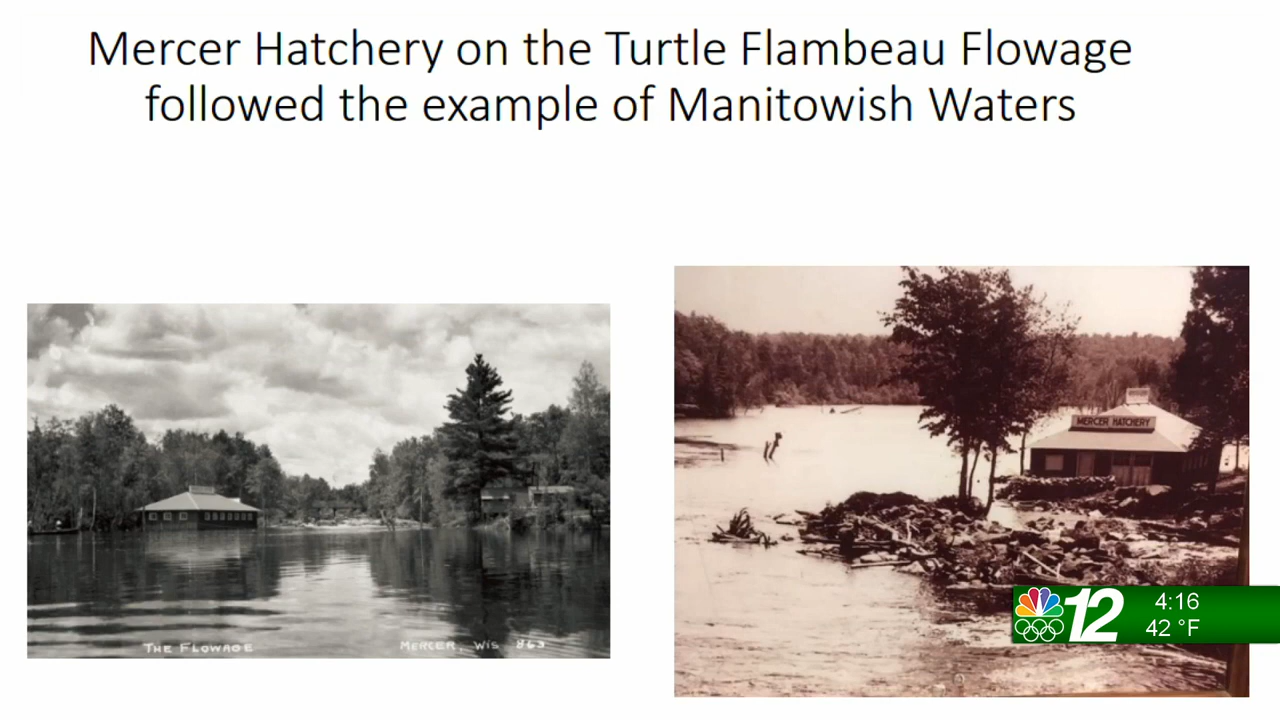 Mercer Hatchery on the Turtle Flambeau Flowage
followed the example of Manitowish Waters
MERCER HATCHERY
THE FLOWAGE
MERCER, WIS 863
12
4:16
42 °F